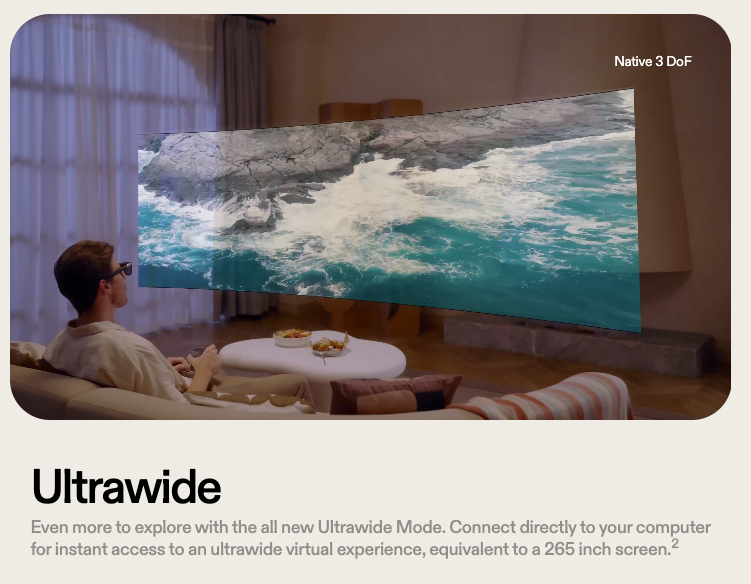 Native 3 DoF
Ultrawide
Even more to explore with the all new Ultrawide Mode. Connect directly to your computer
for instant access to an ultrawide virtual experience, equivalent to a 265 inch screen.2